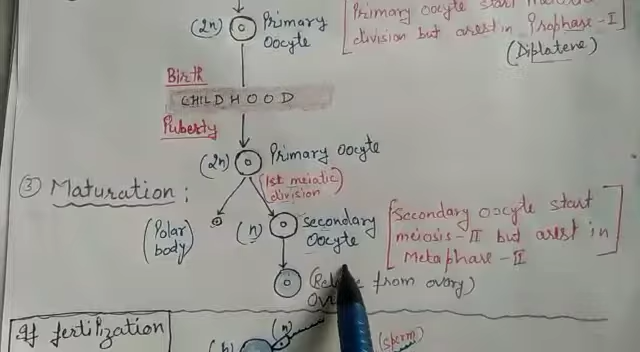 (2n)
Primary
Oocyte
Primary oocyte start
division but arest in Prophase-I
(Diplotene)
Birth
CHILDHOOD
Puberty
(2n)
Primary oocyte
③ Maturation:
(1st meiotic
division)
(Polar
body)
(n)
Secondary
Oocyte
Secondary oocyte start
meiosis-II but arest in
Metaphase-II
from ovary)
If fertilization
(n)
(sperm)